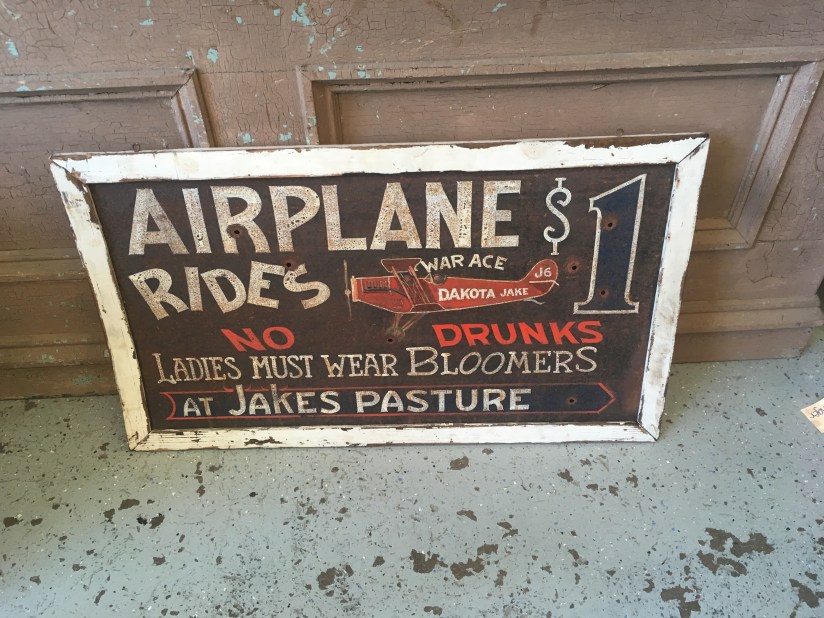 AIRPLANE $1
RIDES
WAR ACE
J6
DAKOTA JAKE
NO DRUNKS
LADIES MUST WEAR BLOOMERS
AT JAKES PASTURE